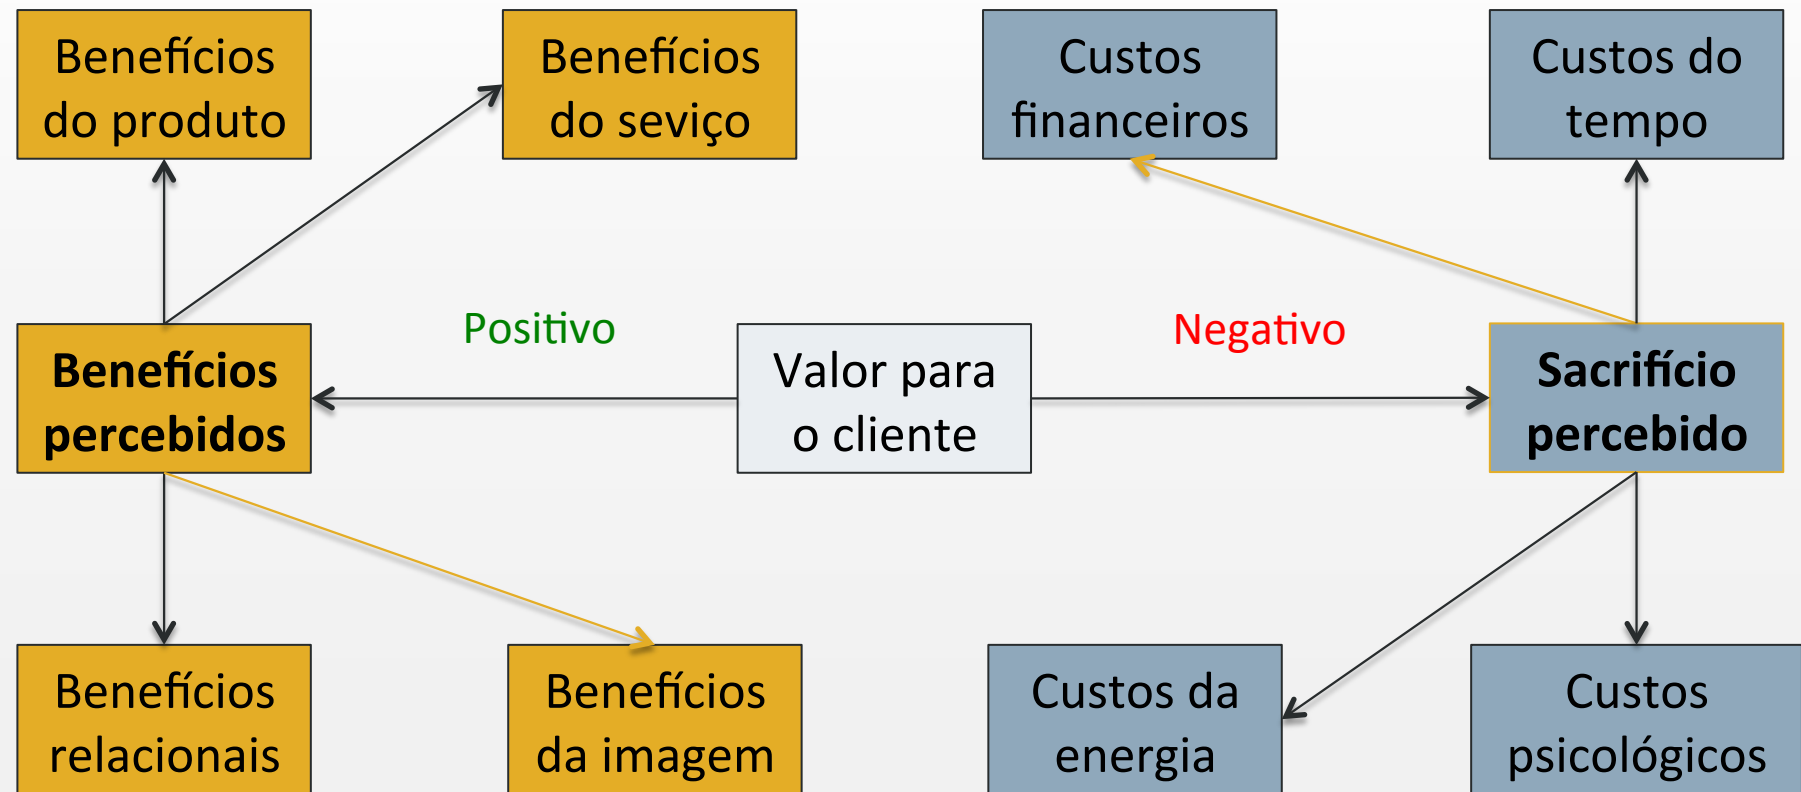 Benefícios
do produto
Benefícios
do seviço
Custos
financeiros
Custos do
tempo
Benefícios
percebidos
Positivo
Valor para
o cliente
Negativo
Sacrifício
percebido
Benefícios
relacionais
Benefícios
da imagem
Custos da
energia
Custos
psicológicos